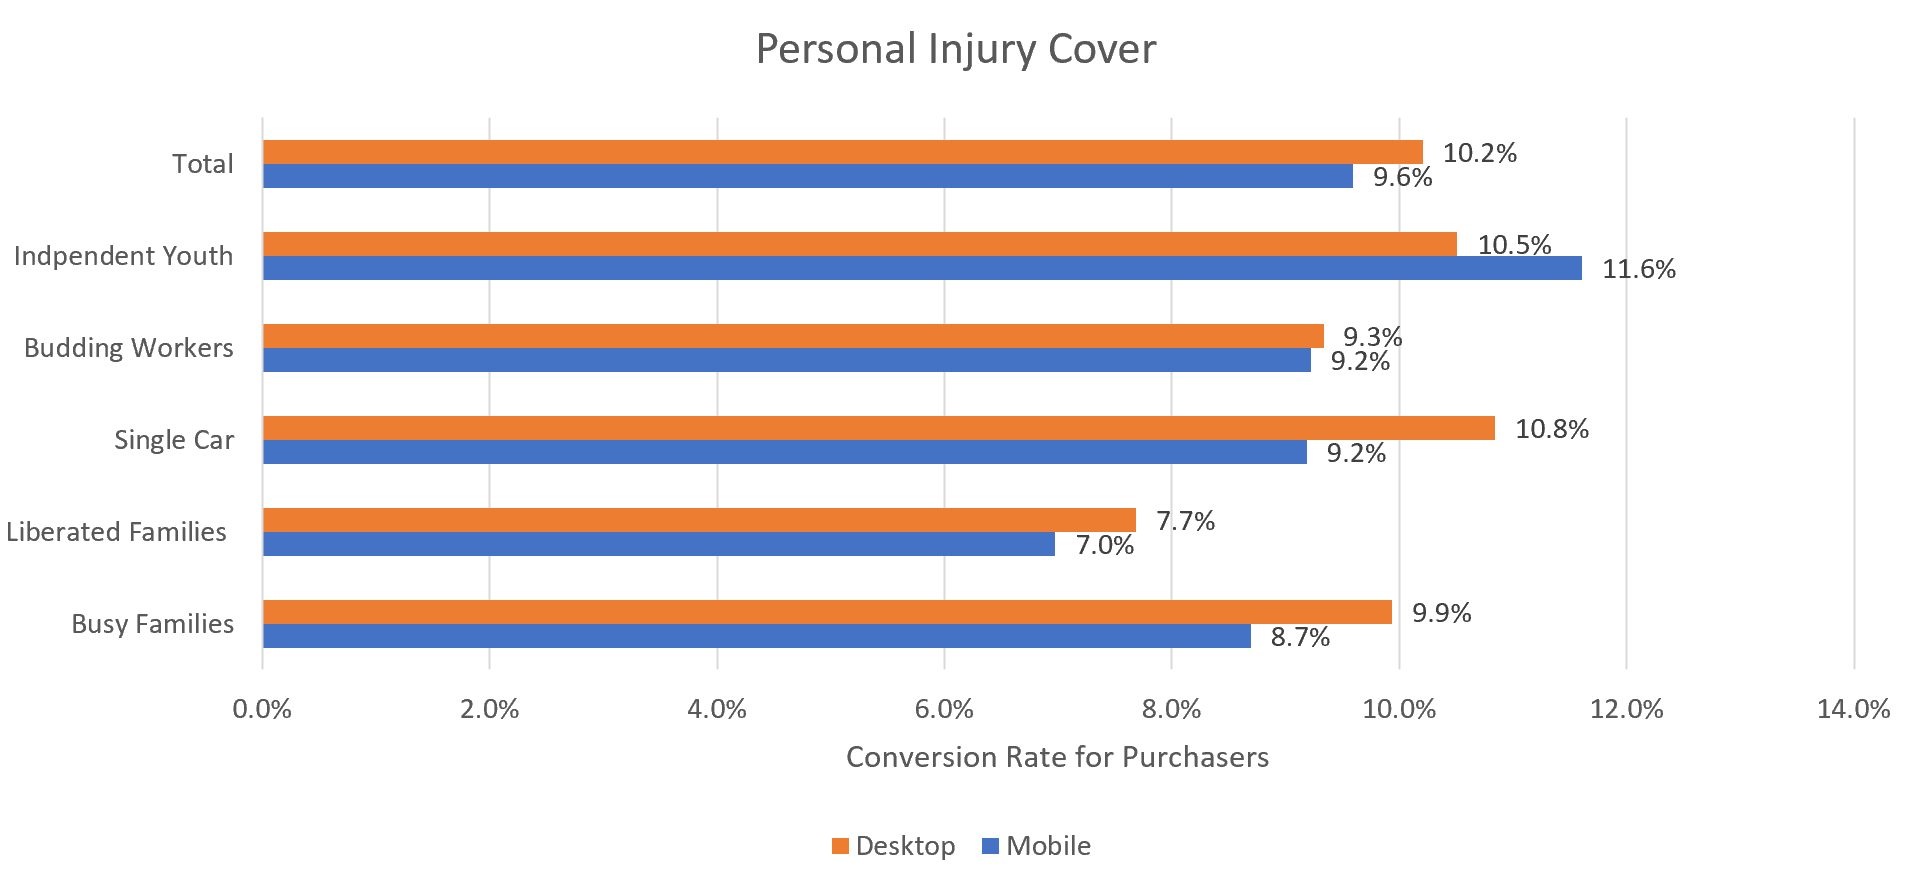 Personal Injury Cover
Total
10.2%
9.6%
Indpendent Youth
10.5%
11.6%
Budding Workers
9.3%
9.2%
Single Car
10.8%
9.2%
Liberated Families
7.7%
7.0%
Busy Families
9.9%
8.7%
0.0% 2.0% 4.0% 6.0% 8.0% 10.0% 12.0% 14.0%
Conversion Rate for Purchasers
Desktop Mobile